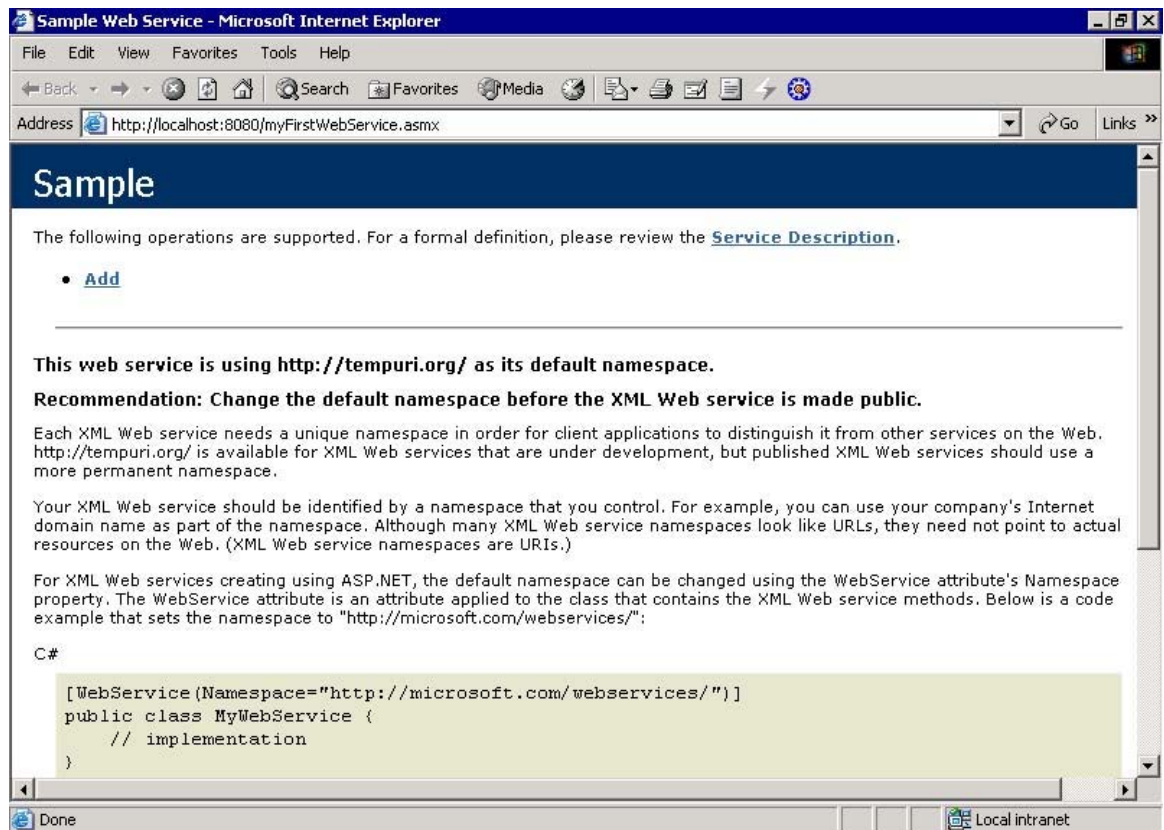 Sample Web Service - Microsoft Internet Explorer
File Edit View Favorites Tools Help
Back Search Favorites Media
Address http://localhost:8080/myFirstWebService.asmx Go Links »
Sample
The following operations are supported. For a formal definition, please review the Service Description.
• Add
This web service is using http://tempuri.org/ as its default namespace.
Recommendation: Change the default namespace before the XML Web service is made public.
Each XML Web service needs a unique namespace in order for client applications to distinguish it from other services on the Web.
http://tempuri.org/ is available for XML Web services that are under development, but published XML Web services should use a
more permanent namespace.
Your XML Web service should be identified by a namespace that you control. For example, you can use your company's Internet
domain name as part of the namespace. Although many XML Web service namespaces look like URLs, they need not point to actual
resources on the Web. (XML Web service namespaces are URIs.)
For XML Web services creating using ASP.NET, the default namespace can be changed using the WebService attribute's Namespace
property. The WebService attribute is an attribute applied to the class that contains the XML Web service methods. Below is a code
example that sets the namespace to "http://microsoft.com/webservices/":
C#
[WebService(Namespace="http://microsoft.com/webservices/")]
public class MyWebService {
// implementation
}
Done Local intranet